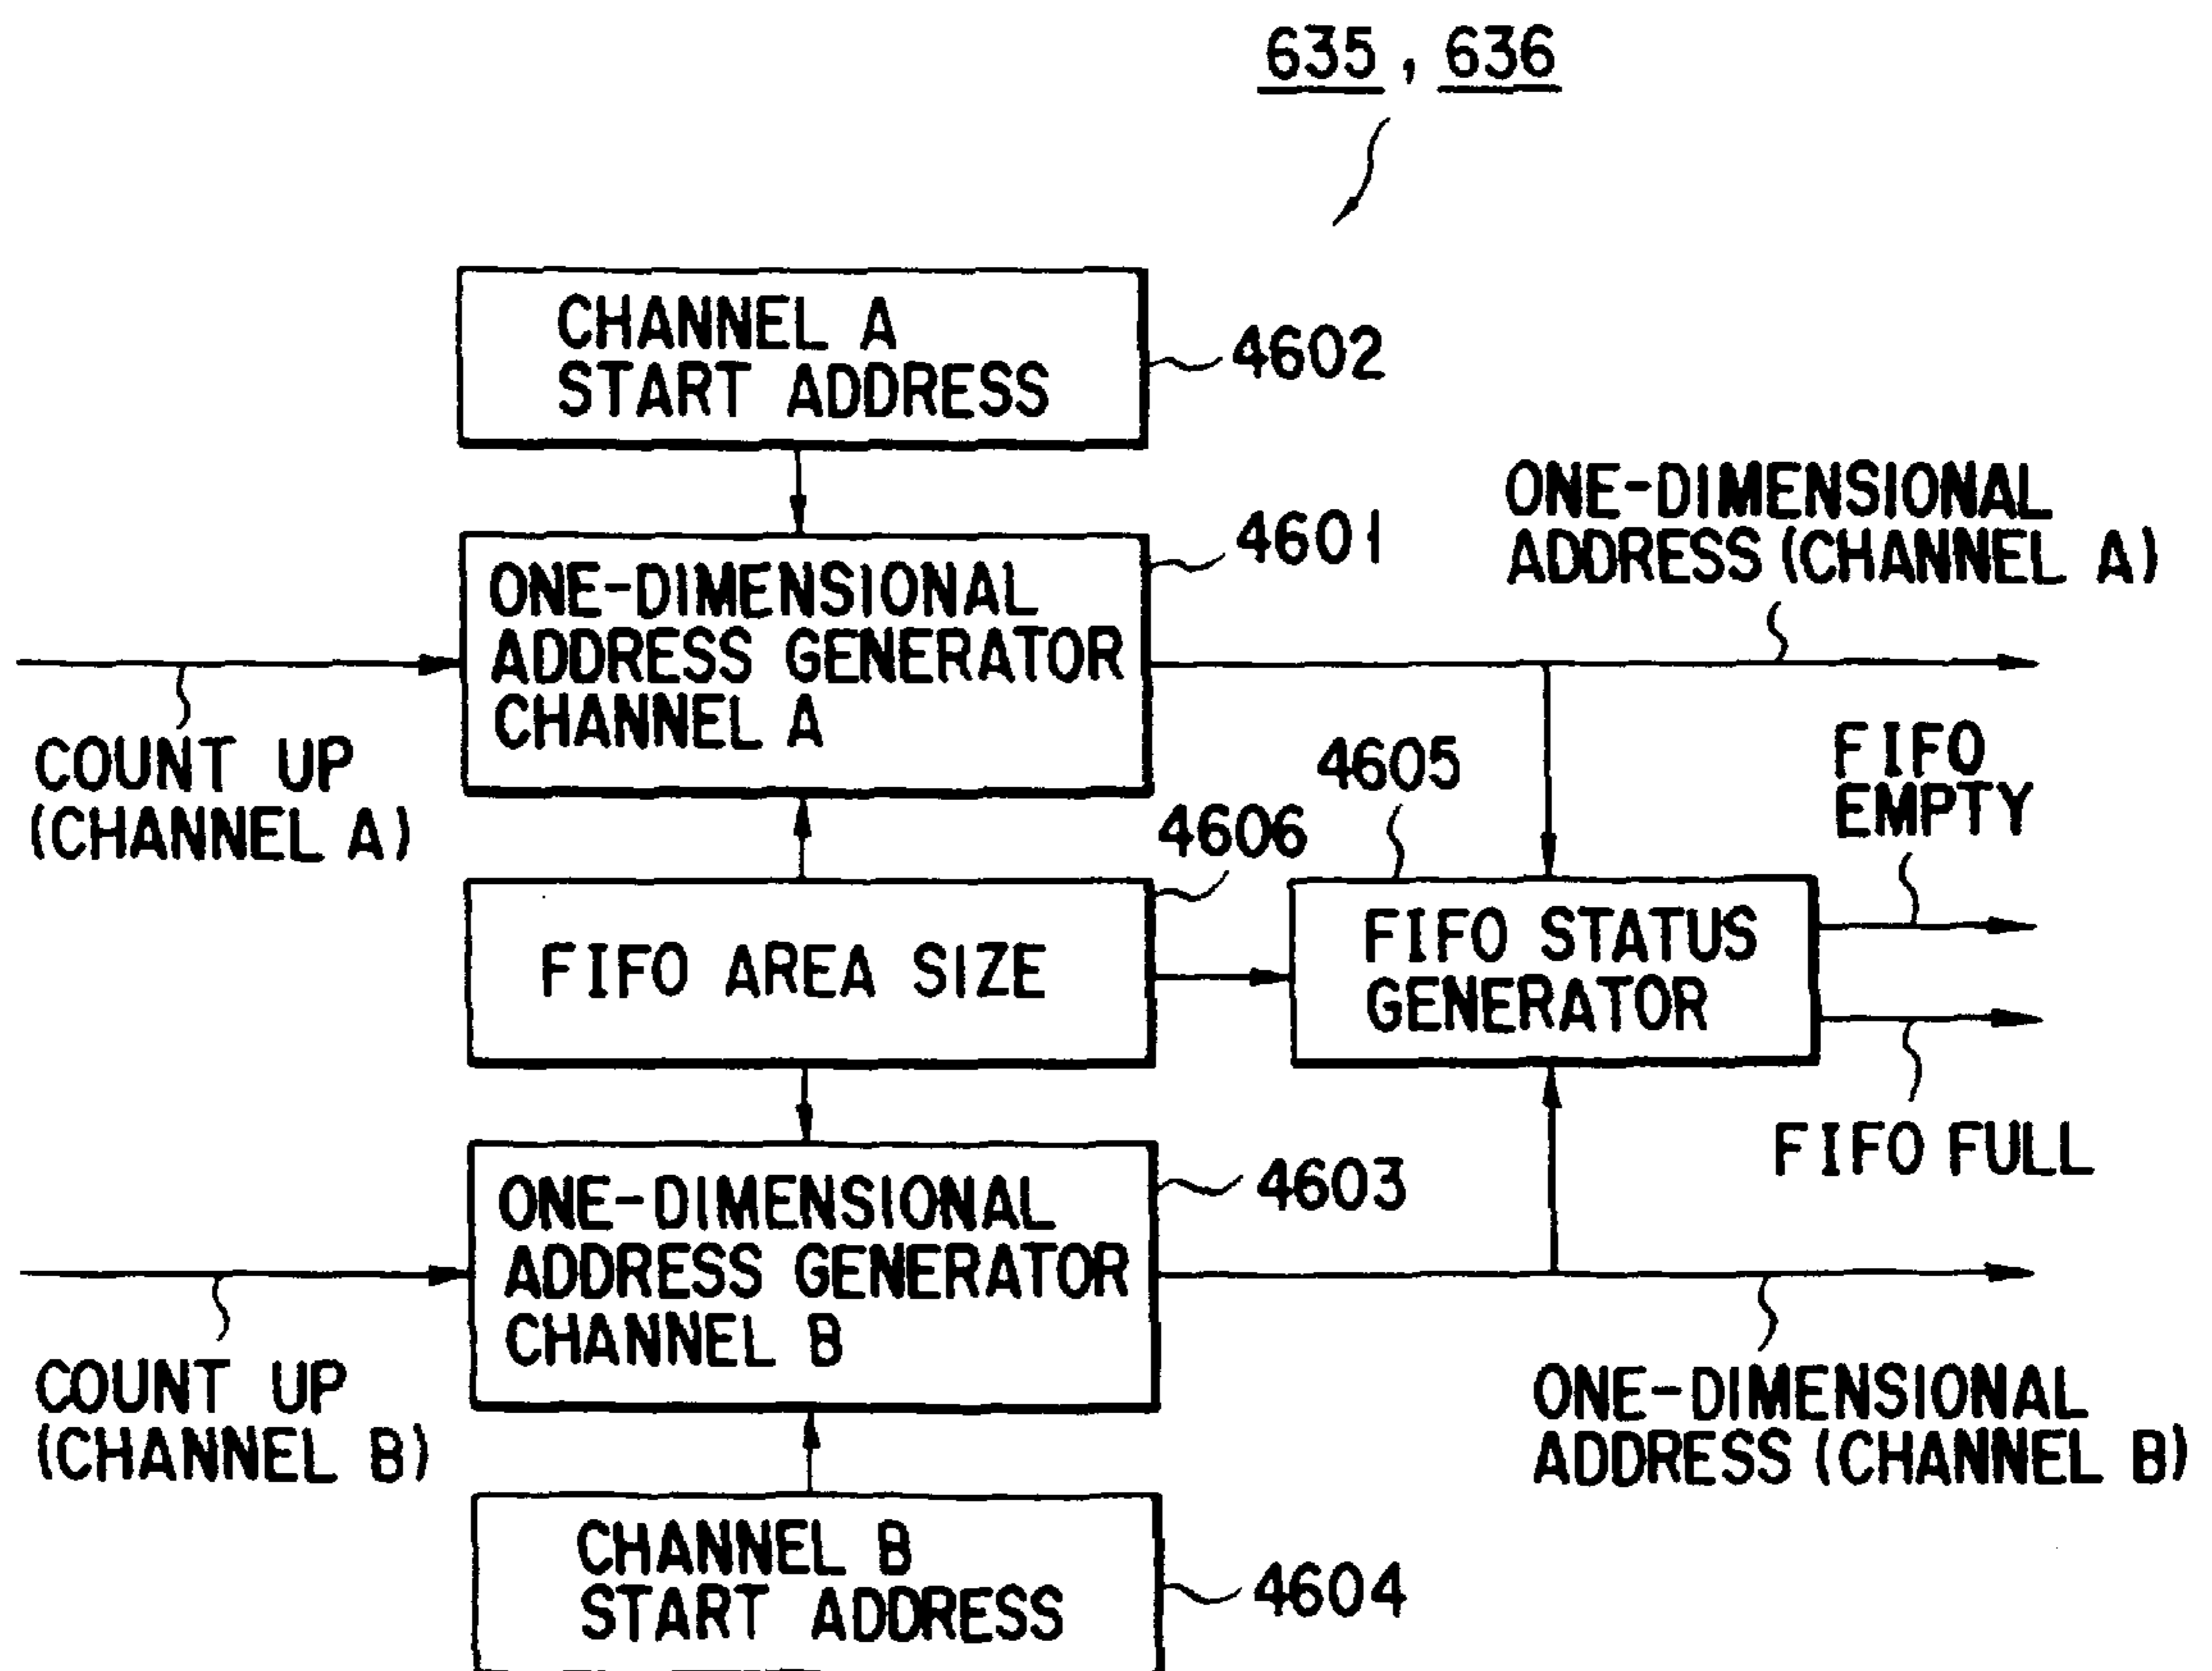 635, 636
CHANNEL A
START ADDRESS
4602
ONE-DIMENSIONAL
ADDRESS GENERATOR
CHANNEL A
4601
ONE-DIMENSIONAL
ADDRESS (CHANNEL A)
COUNT UP
(CHANNEL A)
4606
4605
FIFO
EMPTY
FIFO AREA SIZE
FIFO STATUS
GENERATOR
FIFO FULL
ONE-DIMENSIONAL
ADDRESS GENERATOR
CHANNEL B
4603
COUNT UP
(CHANNEL B)
ONE-DIMENSIONAL
ADDRESS (CHANNEL B)
CHANNEL B
START ADDRESS
4604